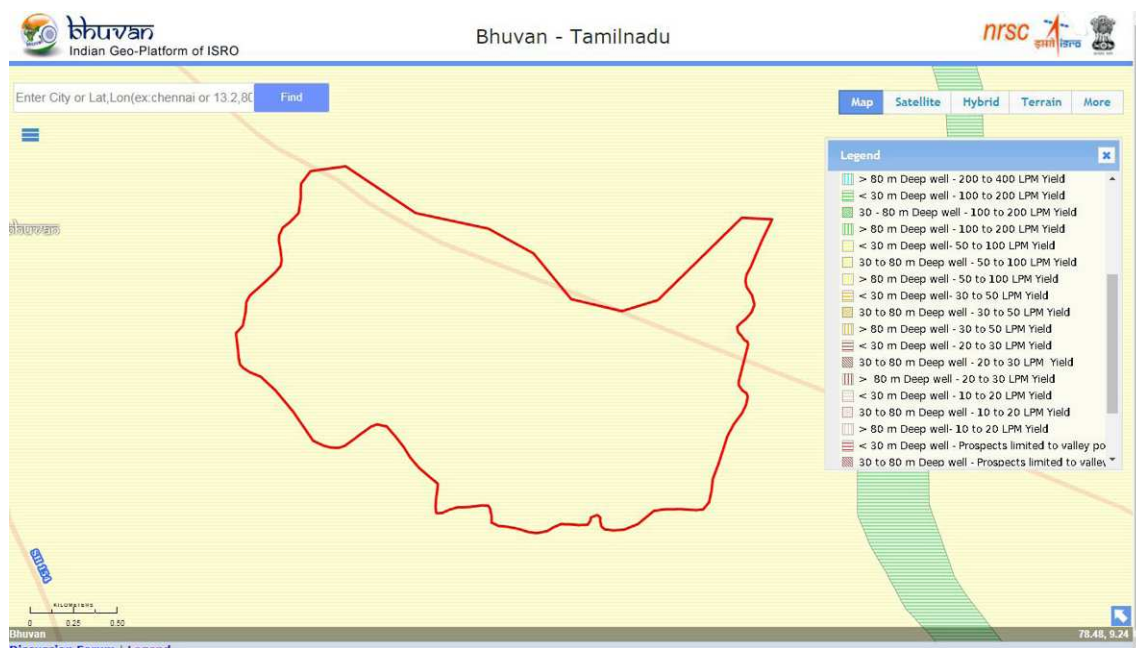 bhuvan
Indian Geo-Platform of ISRO
Bhuvan - Tamilnadu
nrsc
इसरो isro
Enter City or Lat,Lon(ex:chennai or 13.2,80
Find
Map Satellite Hybrid Terrain More
Legend
> 80 m Deep well - 200 to 400 LPM Yield
< 30 m Deep well - 100 to 200 LPM Yield
30 - 80 m Deep well - 100 to 200 LPM Yield
> 80 m Deep well - 100 to 200 LPM Yield
< 30 m Deep well- 50 to 100 LPM Yield
30 to 80 m Deep well - 50 to 100 LPM Yield
> 80 m Deep well - 50 to 100 LPM Yield
< 30 m Deep well- 30 to 50 LPM Yield
30 to 80 m Deep well - 30 to 50 LPM Yield
> 80 m Deep well - 30 to 50 LPM Yield
< 30 m Deep well - 20 to 30 LPM Yield
30 to 80 m Deep well - 20 to 30 LPM Yield
> 80 m Deep well - 20 to 30 LPM Yield
< 30 m Deep well - 10 to 20 LPM Yield
30 to 80 m Deep well - 10 to 20 LPM Yield
> 80 m Deep well- 10 to 20 LPM Yield
< 30 m Deep well - Prospects limited to valley po
30 to 80 m Deep well - Prospects limited to valley
bhuvan
KILOMETERS
0 0.25 0.50
Bhuvan
78.48, 9.24
Discussion Forum | Legend